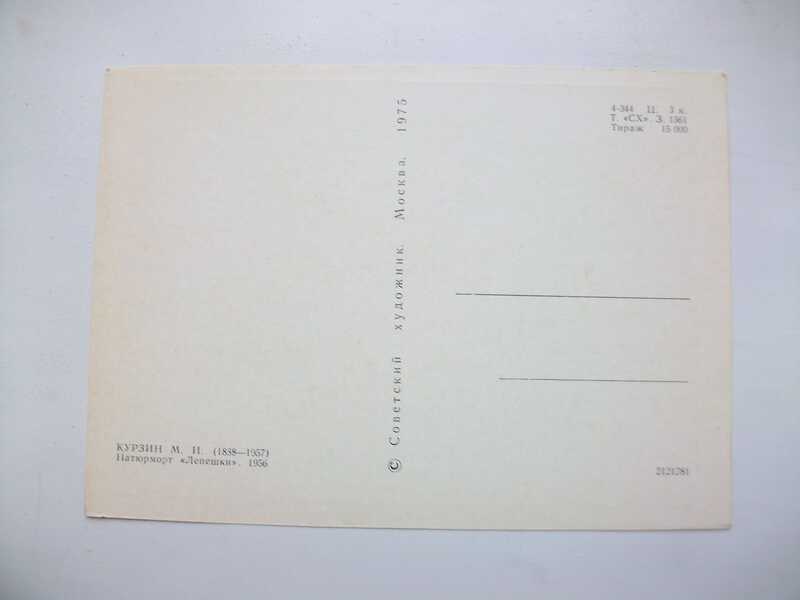 КУРЗИН М. И. (1888—1957)
Натюрморт «Лепешки». 1956
© Советский художник. Москва. 1975
4-344 Ц. 3 к.
Т. «СХ». З. 1361
Тираж 15 000
2121281